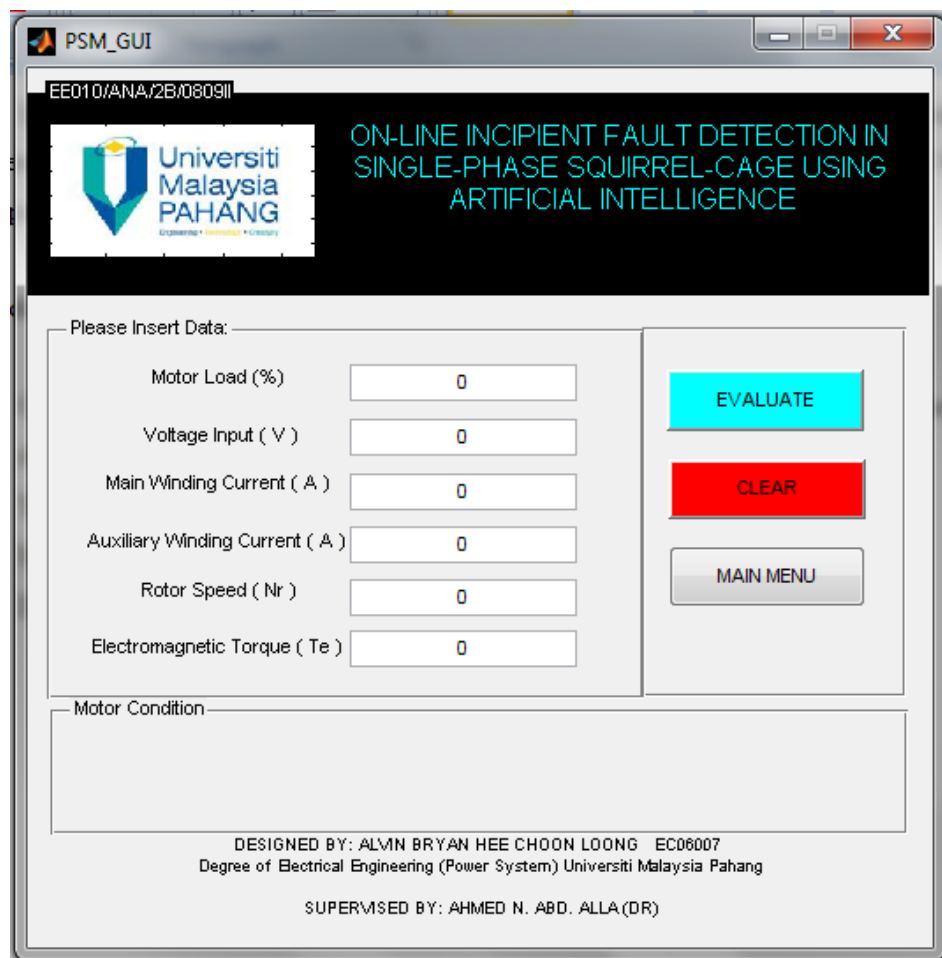 PSM_GUI
EE010/ANA/2B/0809II
Universiti
Malaysia
PAHANG
Engineering • Technology • Creativity
ON-LINE INCIPIENT FAULT DETECTION IN
SINGLE-PHASE SQUIRREL-CAGE USING
ARTIFICIAL INTELLIGENCE
Please Insert Data:
Motor Load (%)
0
Voltage Input ( V )
0
Main Winding Current ( A )
0
Auxiliary Winding Current ( A )
0
Rotor Speed ( Nr )
0
Electromagnetic Torque ( Te )
0
EVALUATE
CLEAR
MAIN MENU
Motor Condition
DESIGNED BY: ALVIN BRYAN HEE CHOON LOONG EC06007
Degree of Electrical Engineering (Power System) Universiti Malaysia Pahang
SUPERVISED BY: AHMED N. ABD. ALLA (DR)